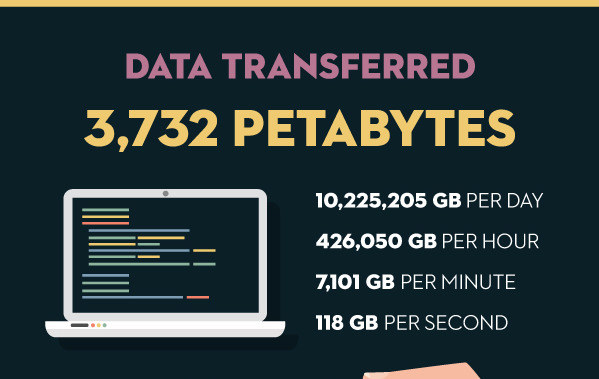 DATA TRANSFERRED
3,732 PETABYTES
10,225,205 GB PER DAY
426,050 GB PER HOUR
7,101 GB PER MINUTE
118 GB PER SECOND